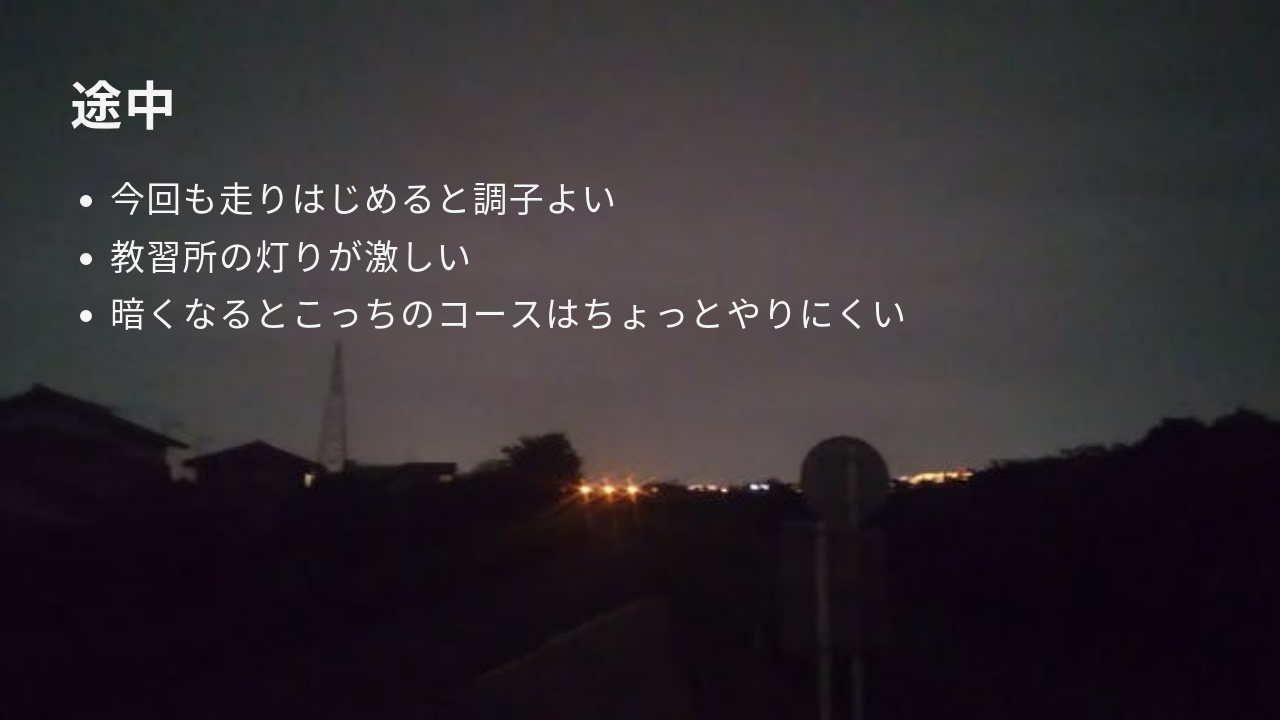 途中
• 今回も走りはじめると調子よい
• 教習所の灯りが激しい
• 暗くなるとこっちのコースはちょっとやりにくい